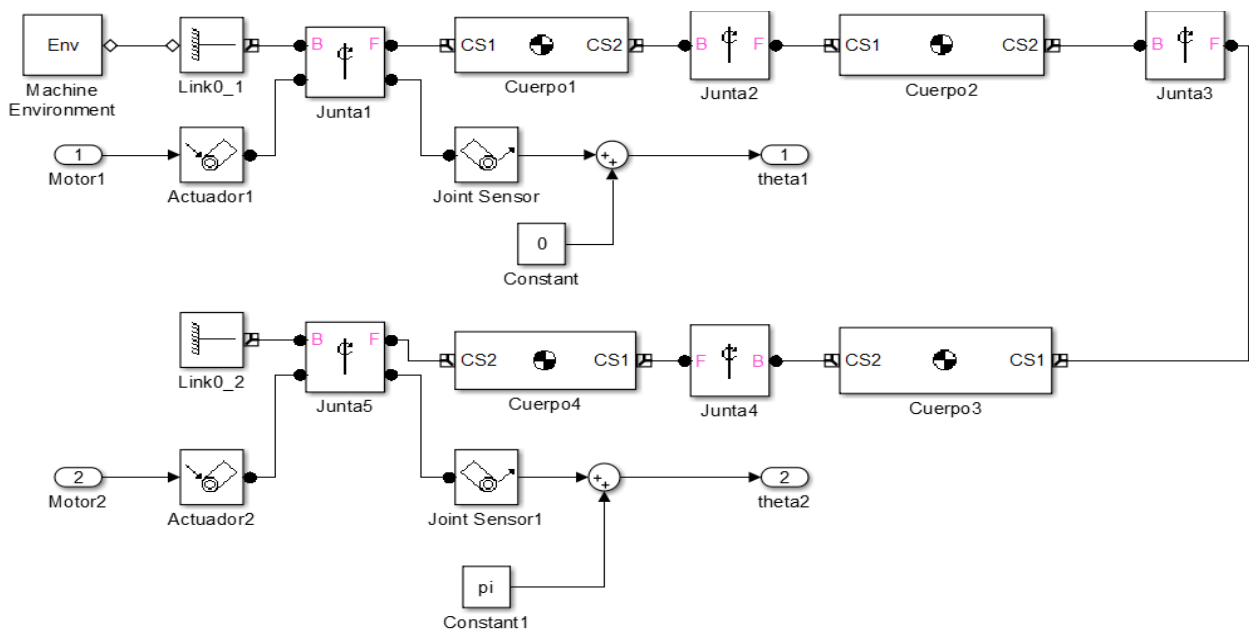 Env
B F CS1 CS2 B F CS1 CS2 B F
Machine
Environment
Link0_1
Junta1
Cuerpo1
Junta2
Cuerpo2
Junta3
1
Motor1
Actuador1
Joint Sensor
+
+
1
theta1
0
Constant
B F CS2 CS1 F B CS2 CS1
Link0_2
Junta5
Cuerpo4
Junta4
Cuerpo3
2
Motor2
Actuador2
Joint Sensor1
+
+
2
theta2
pi
Constant1